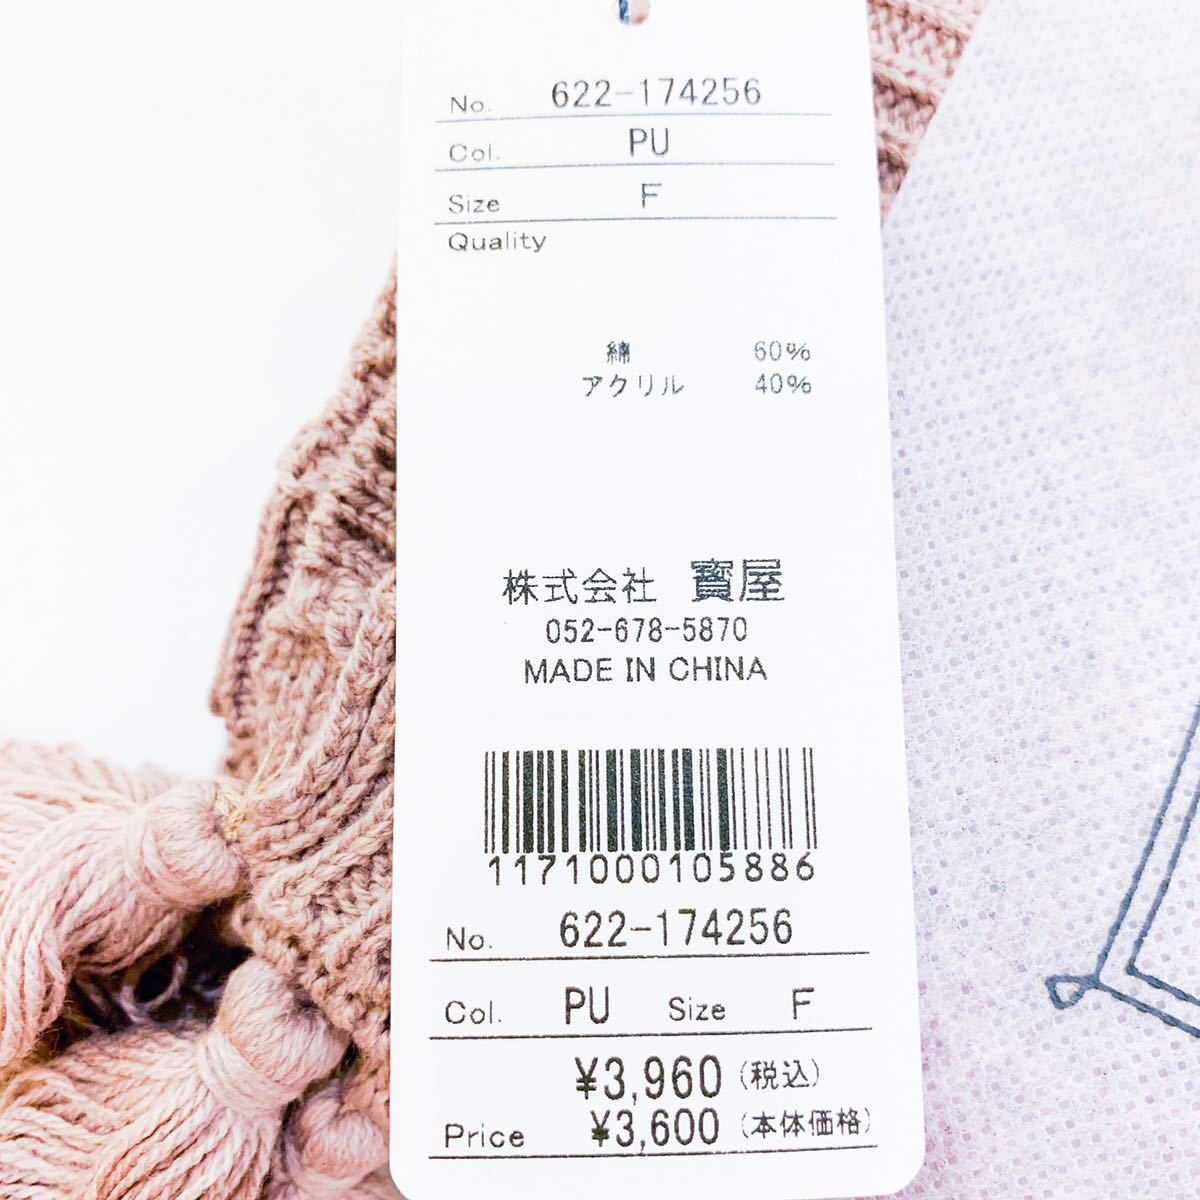 No. 622-174256
Col. PU
Size F
Quality
綿 60%
アクリル 40%
株式会社 寳屋
052-678-5870
MADE IN CHINA
1171000105886
No. 622-174256
Col. PU Size F
¥3,960 (税込)
Price ¥3,600 (本体価格)